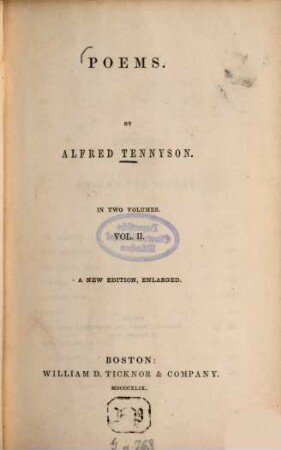 POEMS.
BY
ALFRED TENNYSON.
IN TWO VOLUMES.
VOL. II.
A NEW EDITION, ENLARGED.
BOSTON:
WILLIAM D. TICKNOR & COMPANY.
MDCCCXLIX.